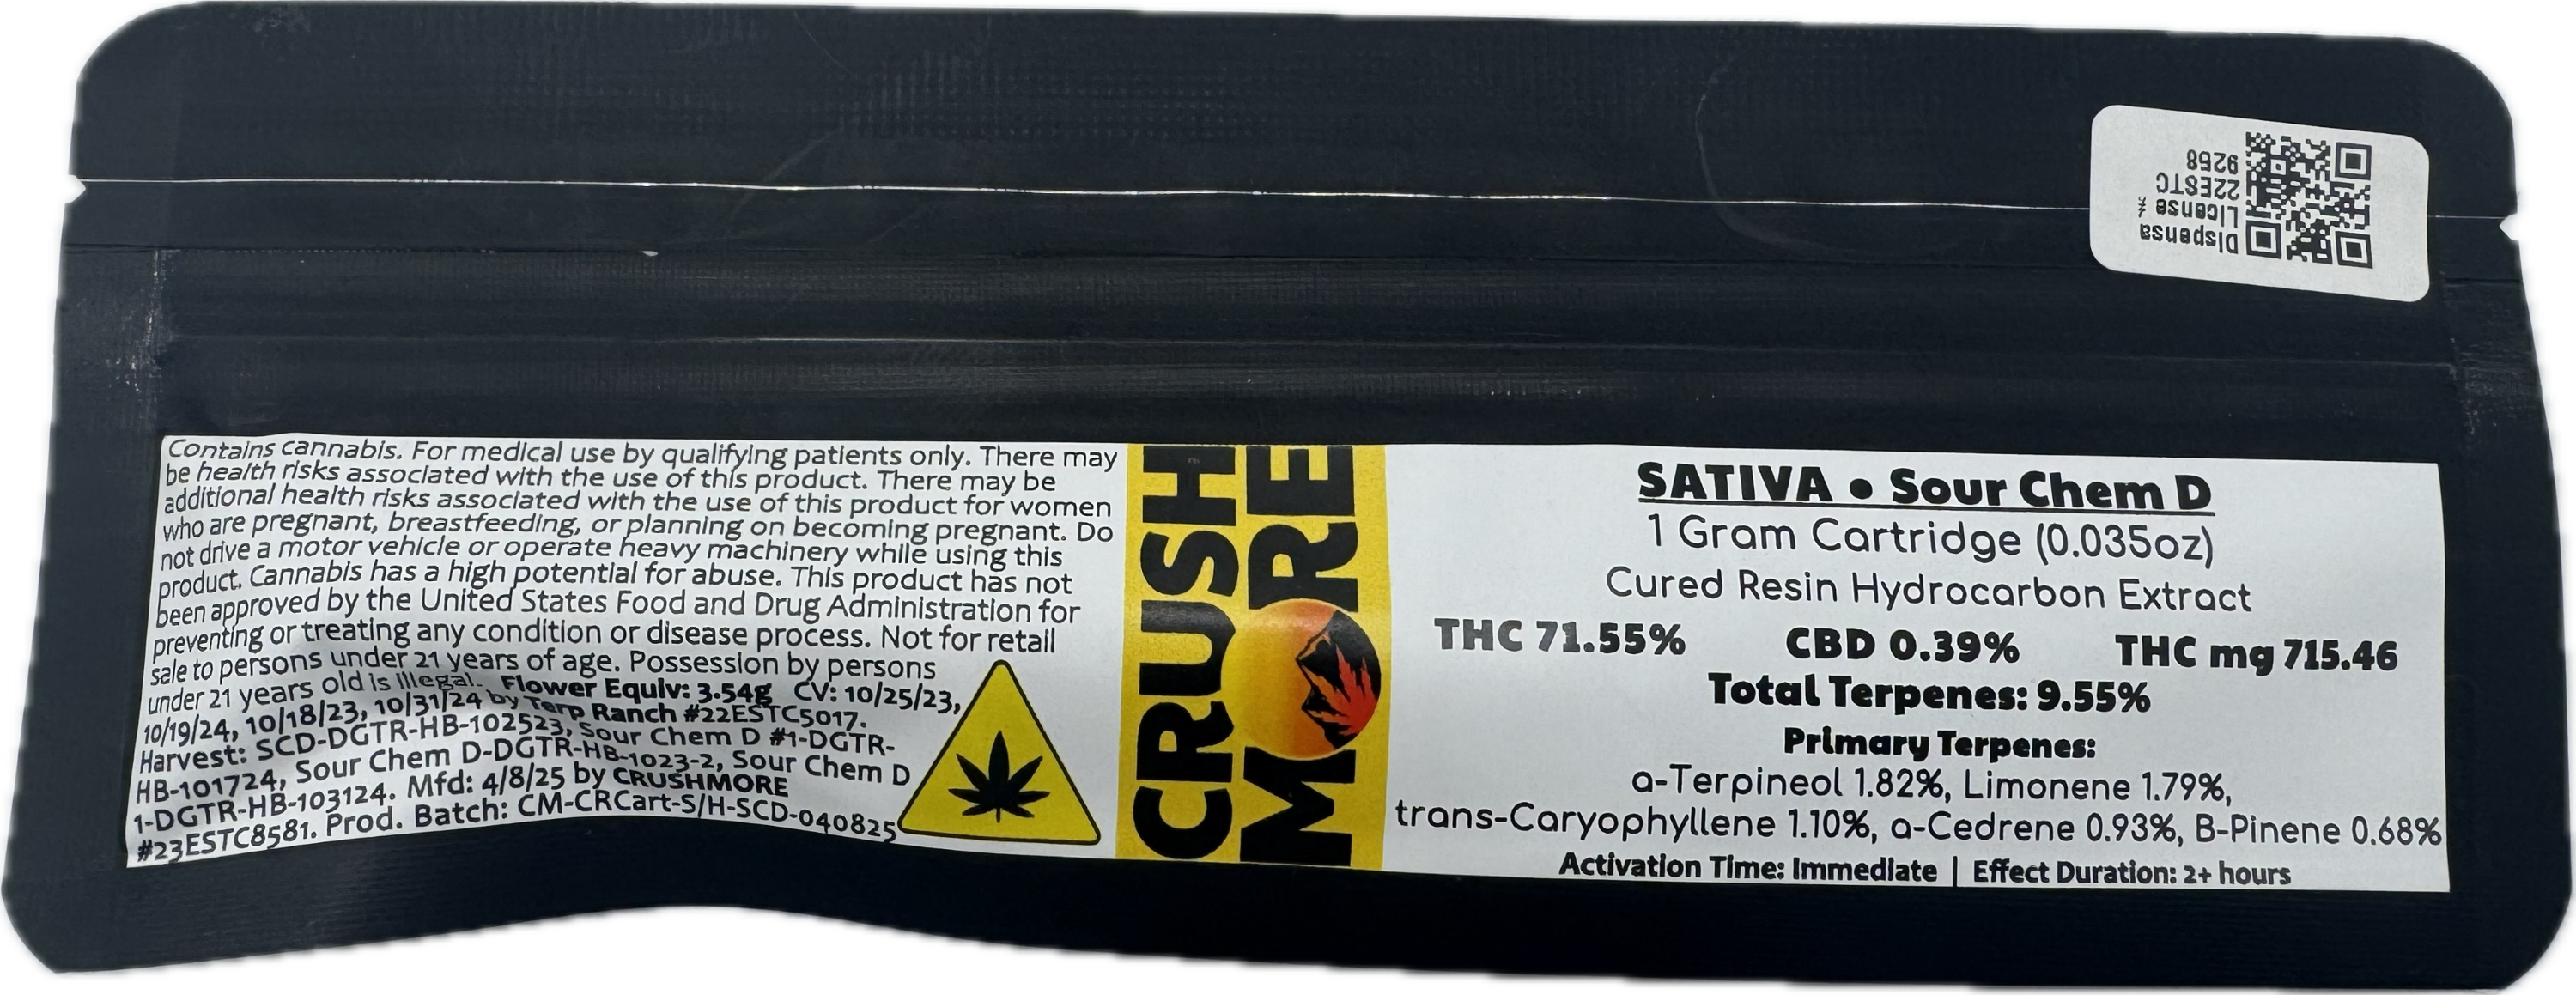 Dispensa
License #
22ESTC
9268
Contains cannabis. For medical use by qualifying patients only. There may
be health risks associated with the use of this product. There may be
additional health risks associated with the use of this product for women
who are pregnant, breastfeeding, or planning on becoming pregnant. Do
not drive a motor vehicle or operate heavy machinery while using this
product. Cannabis has a high potential for abuse. This product has not
been approved by the United States Food and Drug Administration for
preventing or treating any condition or disease process. Not for retail
sale to persons under 21 years of age. Possession by persons
under 21 years old is illegal. Flower Equiv: 3.54g CV: 10/25/23,
10/19/24, 10/18/23, 10/31/24 by Terp Ranch #22ESTC5017.
Harvest: SCD-DGTR-HB-102523, Sour Chem D #1-DGTR-
HB-101724, Sour Chem D-DGTR-HB-1023-2, Sour Chem D
1-DGTR-HB-103124. Mfd: 4/8/25 by CRUSHMORE
#23ESTC8581. Prod. Batch: CM-CRCart-S/H-SCD-040825
CRUSH
MORE
SATIVA • Sour Chem D
1 Gram Cartridge (0.035oz)
Cured Resin Hydrocarbon Extract
THC 71.55% CBD 0.39% THC mg 715.46
Total Terpenes: 9.55%
Primary Terpenes:
a-Terpineol 1.82%, Limonene 1.79%,
trans-Caryophyllene 1.10%, a-Cedrene 0.93%, B-Pinene 0.68%
Activation Time: Immediate | Effect Duration: 2+ hours